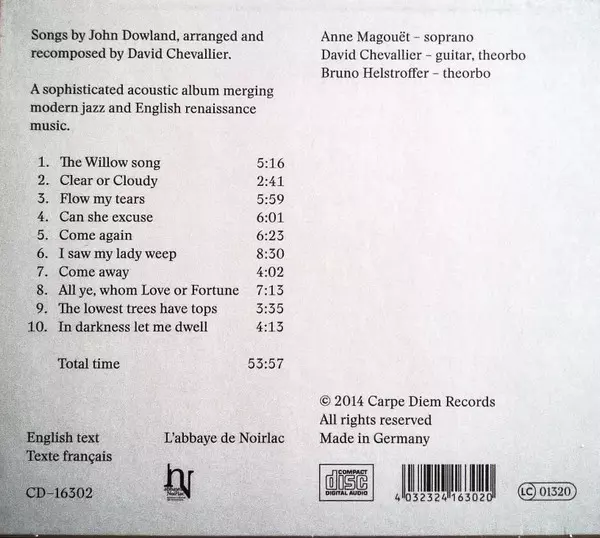 Songs by John Dowland, arranged and
recomposed by David Chevallier.
A sophisticated acoustic album merging
modern jazz and English renaissance
music.
1. The Willow song 5:16
2. Clear or Cloudy 2:41
3. Flow my tears 5:59
4. Can she excuse 6:01
5. Come again 6:23
6. I saw my lady weep 8:30
7. Come away 4:02
8. All ye, whom Love or Fortune 7:13
9. The lowest trees have tops 3:35
10. In darkness let me dwell 4:13
Total time 53:57
English text
Texte français
CD–16302
L'abbaye de Noirlac
Anne Magouët – soprano
David Chevallier – guitar, theorbo
Bruno Helstroffer – theorbo
© 2014 Carpe Diem Records
All rights reserved
Made in Germany
COMPACT
disc
DIGITAL AUDIO
4 032324 163020
LC 01320